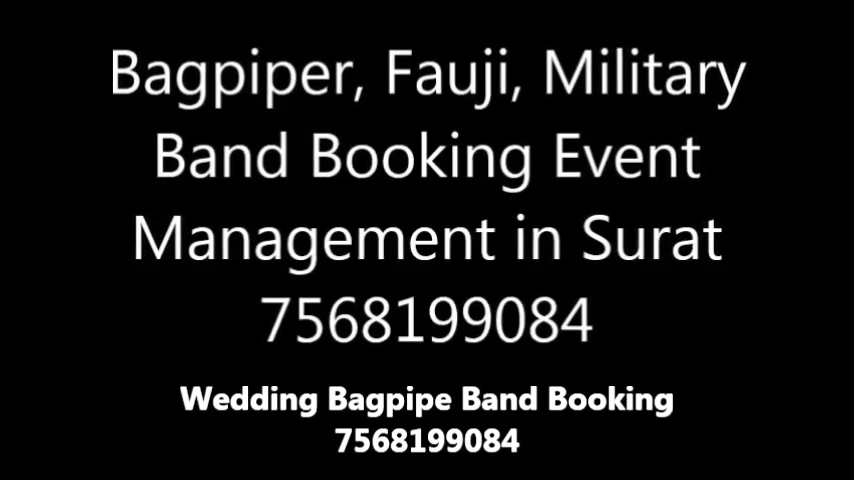 Bagpiper, Fauji, Military
Band Booking Event
Management in Surat
7568199084
Wedding Bagpipe Band Booking
7568199084